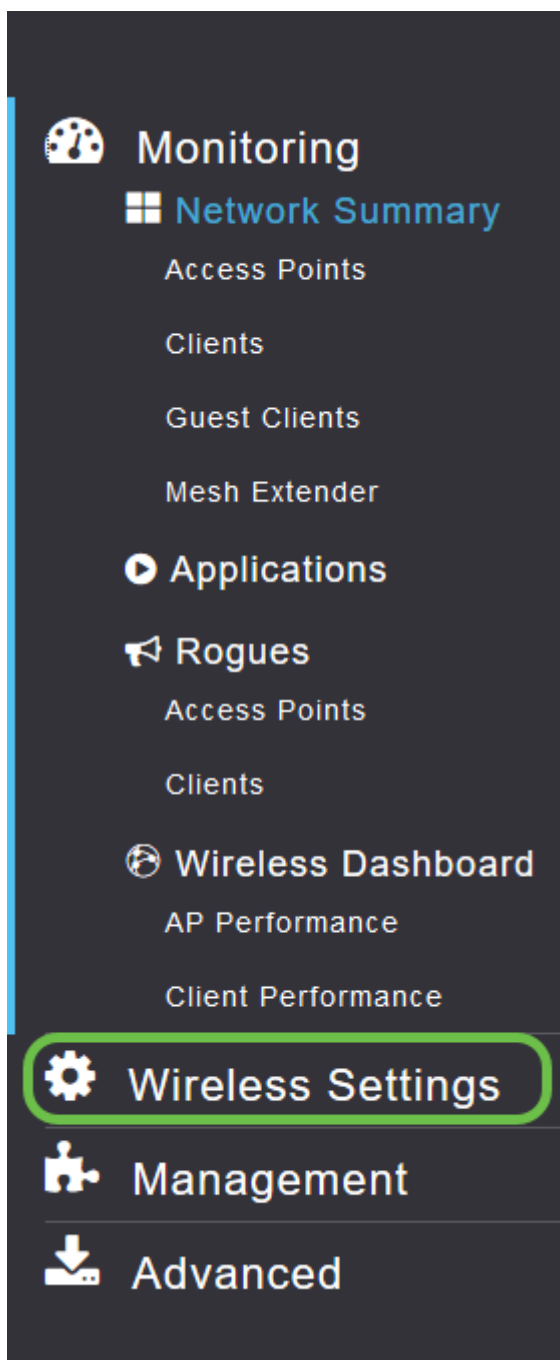 Monitoring
Network Summary
Access Points
Clients
Guest Clients
Mesh Extender
Applications
Rogues
Access Points
Clients
Wireless Dashboard
AP Performance
Client Performance
Wireless Settings
Management
Advanced